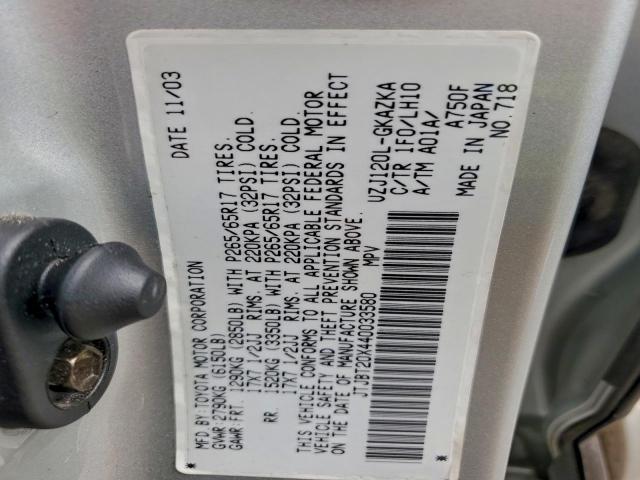 DATE 11/03
MFD. BY: TOYOTA MOTOR CORPORATION
GVWR 2790KG (6150LB)
GAWR FRT. 1290KG (2850LB) WITH P265/65R17 TIRES.
17X7 1/2JJ RIMS. AT 220KPA (32PSI) COLD.
RR. 1520KG (3350LB) WITH P265/65R17 TIRES.
17X7 1/2JJ RIMS. AT 220KPA (32PSI) COLD.
THIS VEHICLE CONFORMS TO ALL APPLICABLE FEDERAL MOTOR
VEHICLE SAFETY AND THEFT PREVENTION STANDARDS IN EFFECT
ON THE DATE OF MANUFACTURE SHOWN ABOVE.
JTJBT20X440033580 MPV
UZJ120L-GKAZKA
C/TR 1F0/LH10
A/TM A01A/ A750F
MADE IN JAPAN
NO. 718